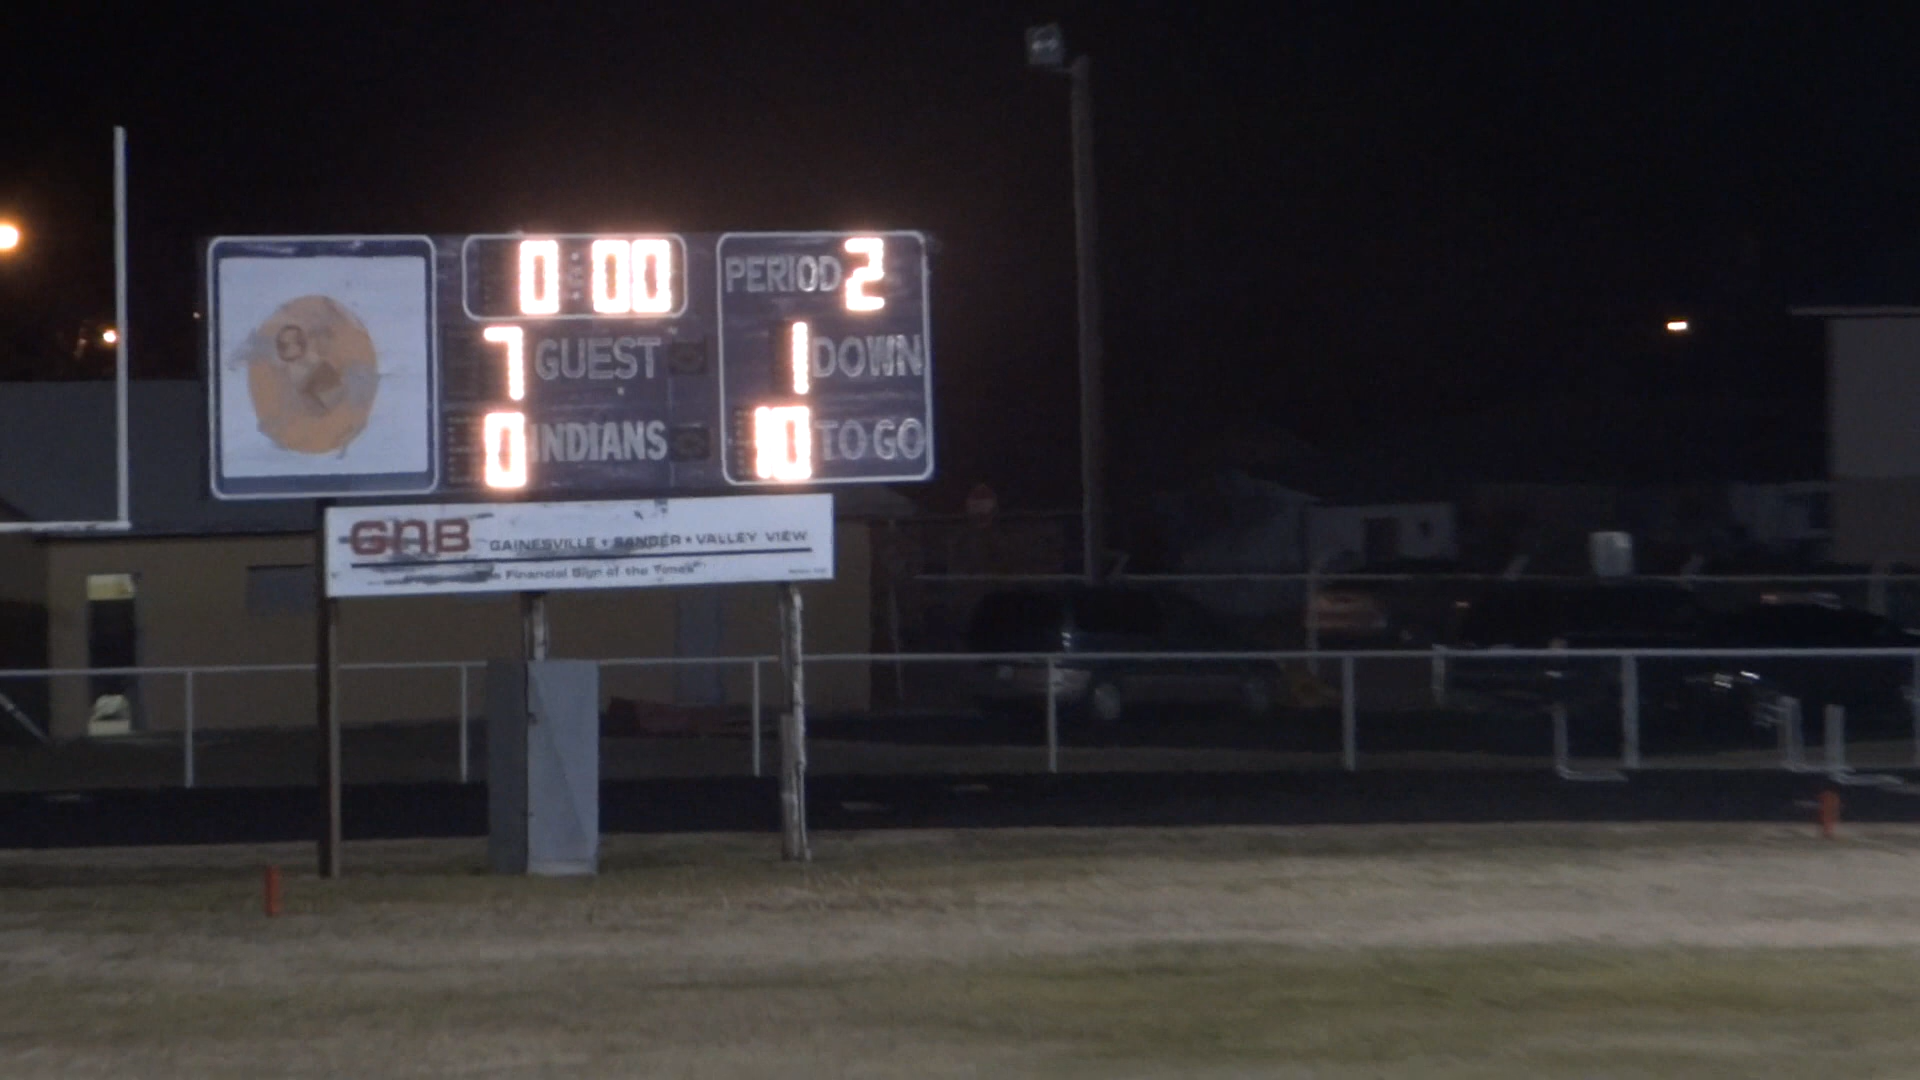 0:00
PERIOD 2
7 GUEST
1 DOWN
0 INDIANS
10 TO GO
GNB GAINESVILLE • SANGER • VALLEY VIEW
Financial Sign of the Times"